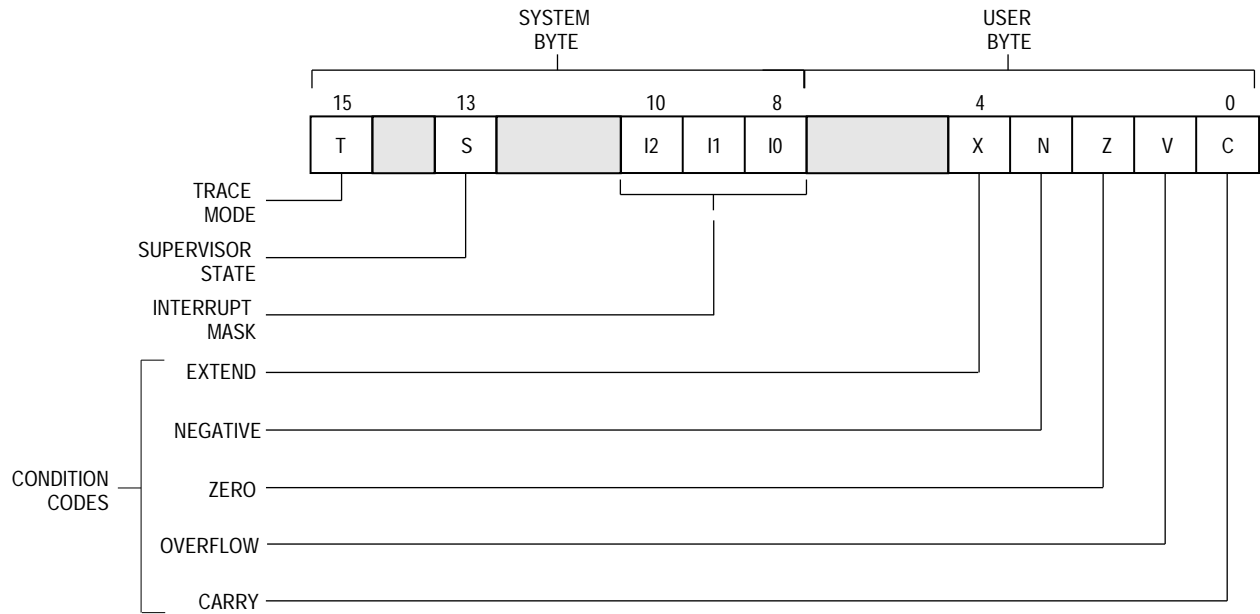 SYSTEM
BYTE
USER
BYTE
15 13 10 8 4 0
T S I2 I1 I0 X N Z V C
TRACE
MODE
SUPERVISOR
STATE
INTERRUPT
MASK
EXTEND
NEGATIVE
CONDITION
CODES
ZERO
OVERFLOW
CARRY